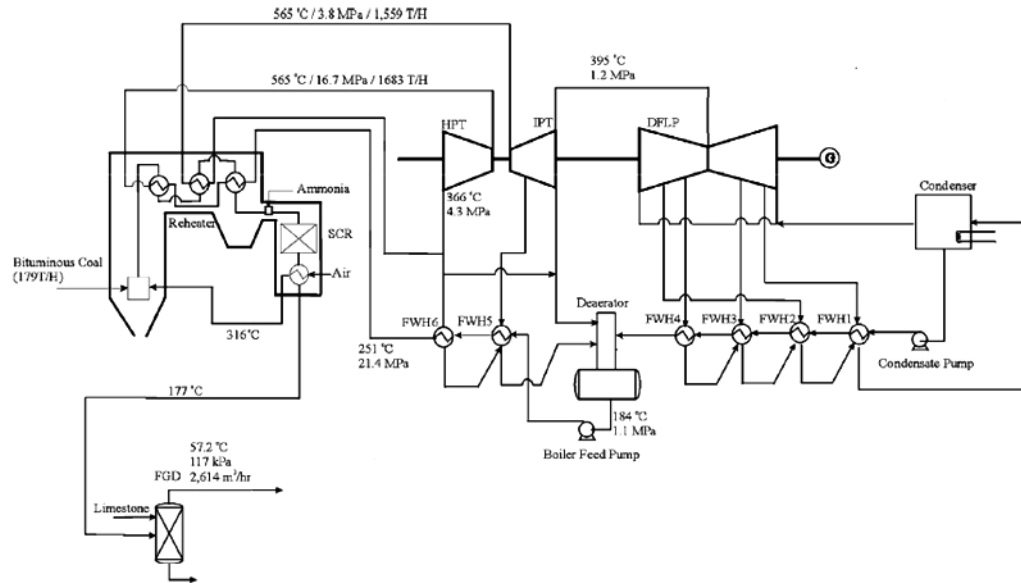 565 °C / 3.8 MPa / 1,559 T/H
565 °C / 16.7 MPa / 1683 T/H
395 °C
1.2 MPa
HPT
IPT
DFLP
G
Condenser
366 °C
4.3 MPa
Ammonia
Reheater
SCR
Bituminous Coal
(179T/H)
Air
316°C
Deaerator
FWH6
FWH5
FWH4
FWH3
FWH2
FWH1
251 °C
21.4 MPa
Condensate Pump
177 °C
184 °C
1.1 MPa
Boiler Feed Pump
57.2 °C
117 kPa
2,614 m³/hr
FGD
Limestone